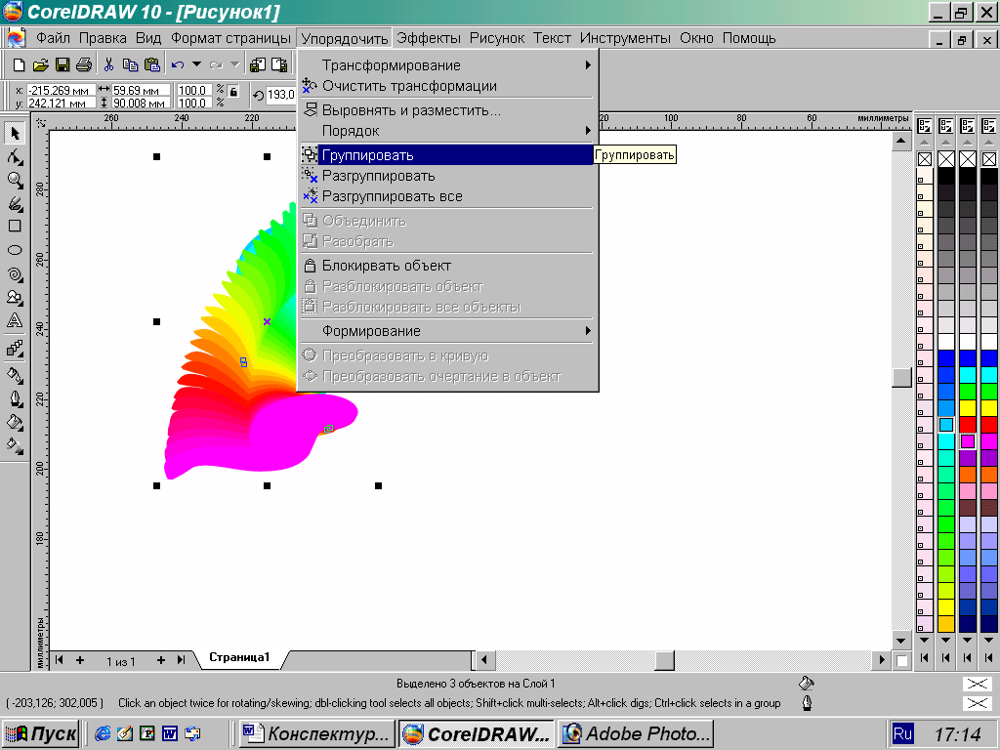 CorelDRAW 10 - [Рисунок1]
Файл Правка Вид Формат страницы Упорядочить Эффекты Рисунок Текст Инструменты Окно Помощь
x: -215.269 мм 59.69 мм 100.0 %
y: 242.121 мм 90.008 мм 100.0 %
193,0
260 240 220 20 100 80 60 миллиметры
280
260
240
220
200
180
миллиметры
Трансформирование
Очистить трансформации
Выровнять и разместить...
Порядок
Группировать
Группировать
Разгруппировать
Разгруппировать все
Объединить
Разобрать
Блокирвать объект
Разблокировать объект
Разблокировать все объекты
Формирование
Преобразовать в кривую
Преобразовать очертание в объект
1 из 1 Страница1
Выделено 3 объектов на Слой 1
( -203,126; 302,005 ) Click an object twice for rotating/skewing; dbl-clicking tool selects all objects; Shift+click multi-selects; Alt+click digs; Ctrl+click selects in a group
Пуск Конспектур... CorelDRAW... Adobe Photo... Ru 17:14